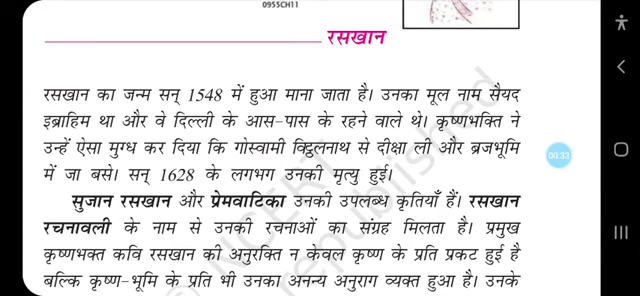 0955CH11
रसखान
रसखान का जन्म सन् 1548 में हुआ माना जाता है। उनका मूल नाम सैयद
इब्राहिम था और वे दिल्ली के आस-पास के रहने वाले थे। कृष्णभक्ति ने
उन्हें ऐसा मुग्ध कर दिया कि गोस्वामी विट्ठलनाथ से दीक्षा ली और ब्रजभूमि
में जा बसे। सन् 1628 के लगभग उनकी मृत्यु हुई।
00:33
सुजान रसखान और प्रेमवाटिका उनकी उपलब्ध कृतियाँ हैं। रसखान
रचनावली के नाम से उनकी रचनाओं का संग्रह मिलता है। प्रमुख
कृष्णभक्त कवि रसखान की अनुरक्ति न केवल कृष्ण के प्रति प्रकट हुई है
बल्कि कृष्ण-भूमि के प्रति भी उनका अनन्य अनुराग व्यक्त हुआ है। उनके
© NCERT
republished